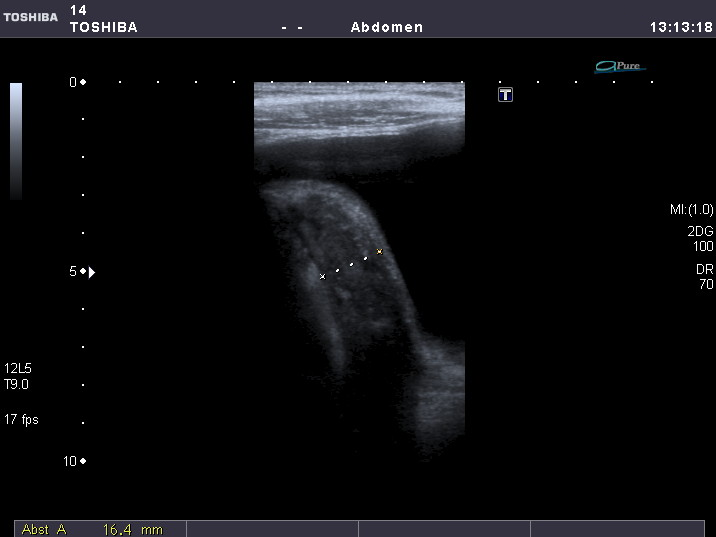 TOSHIBA
14
TOSHIBA - - Abdomen 13:13:18
Pure
0
T
MI:(1.0)
2DG
100
DR
70
5
12L5
T9.0
17 fps
10
Abst A 16.4 mm